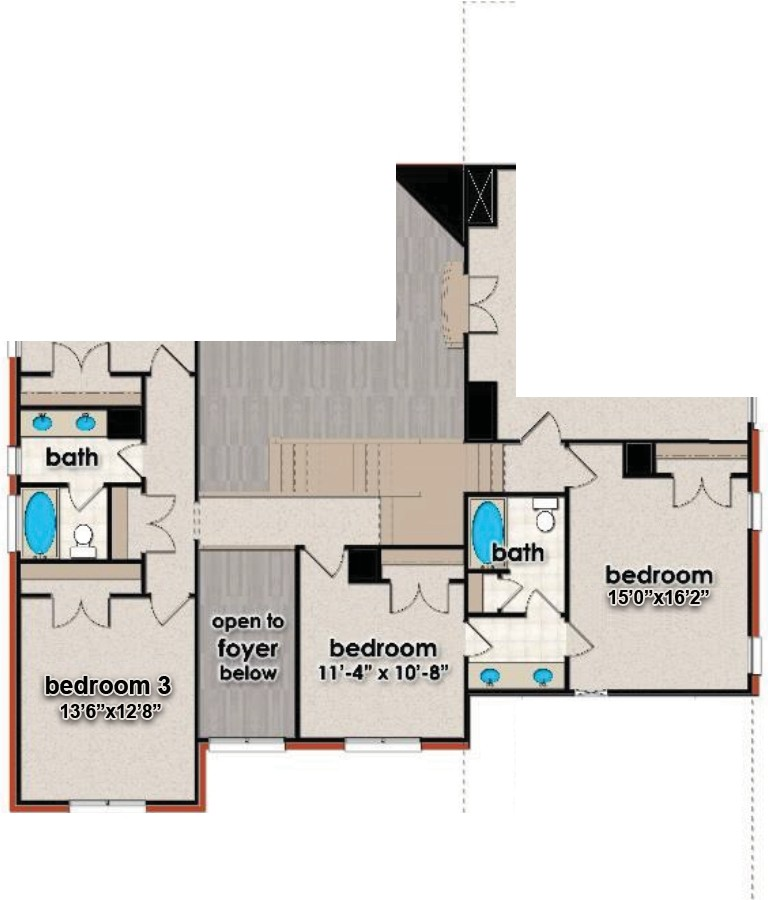 bath
bath
bedroom
15'0"x16'2"
open to
foyer
below
bedroom
11'-4" x 10'-8"
bedroom 3
13'6"x12'8"